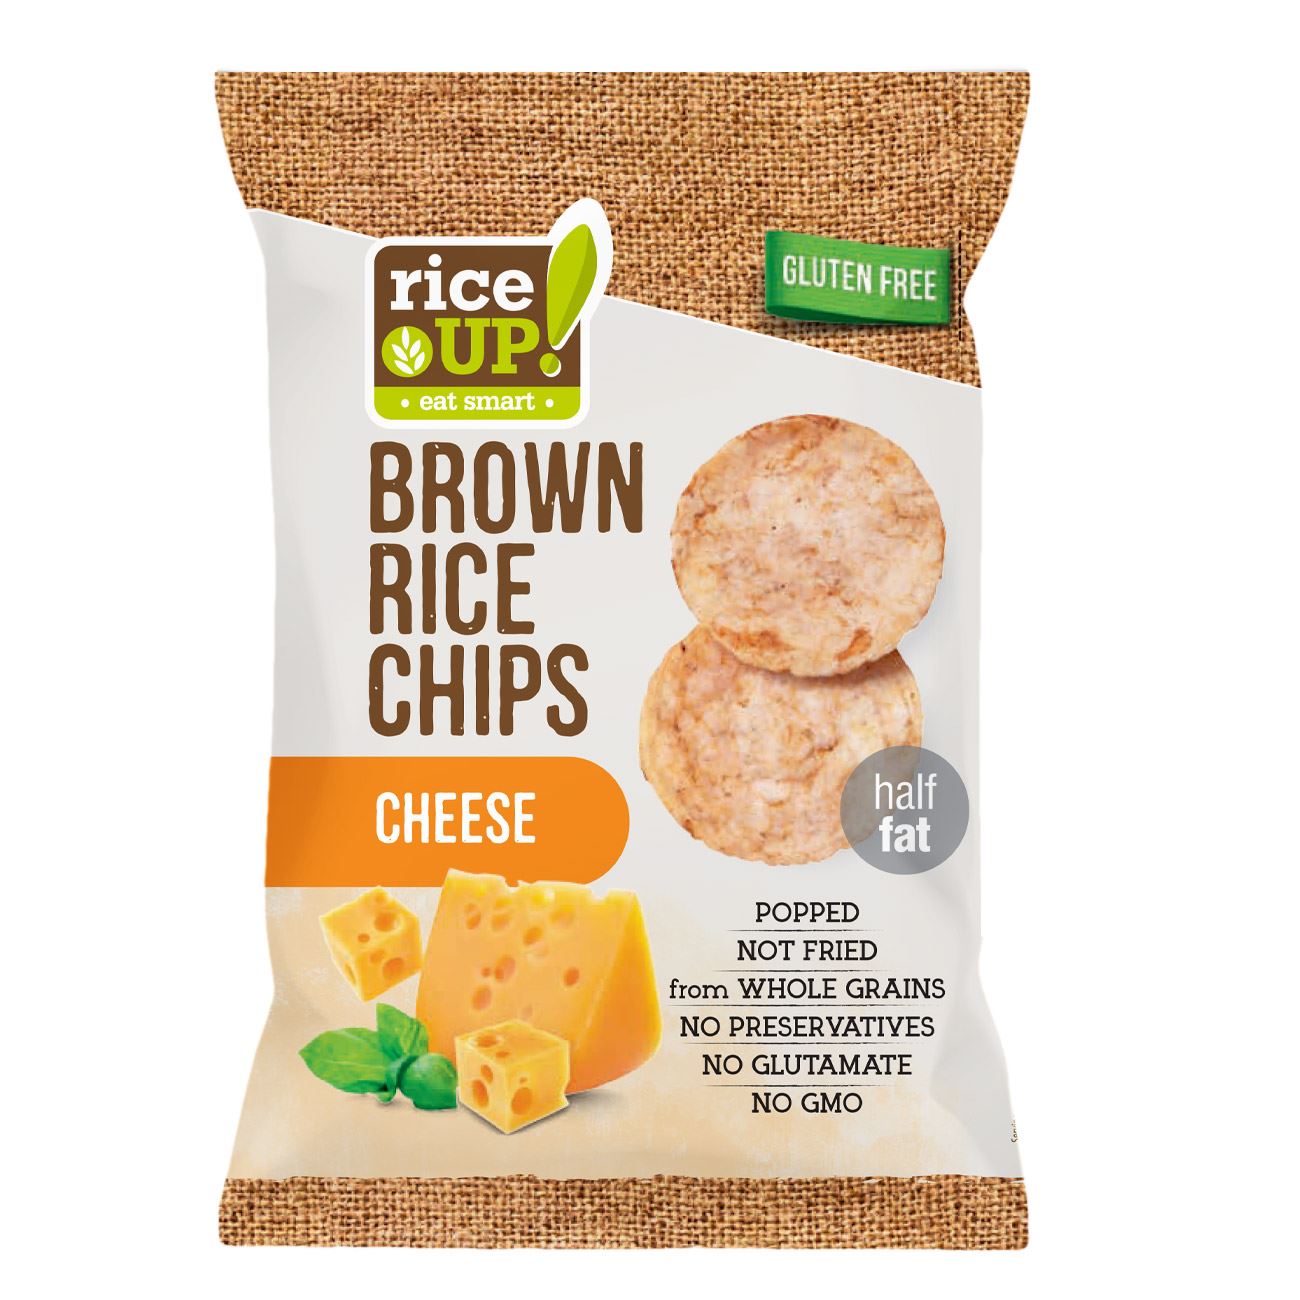 rice
UP!
• eat smart •
GLUTEN FREE
BROWN
RICE
CHIPS
CHEESE
half
fat
POPPED
NOT FRIED
from WHOLE GRAINS
NO PRESERVATIVES
NO GLUTAMATE
NO GMO